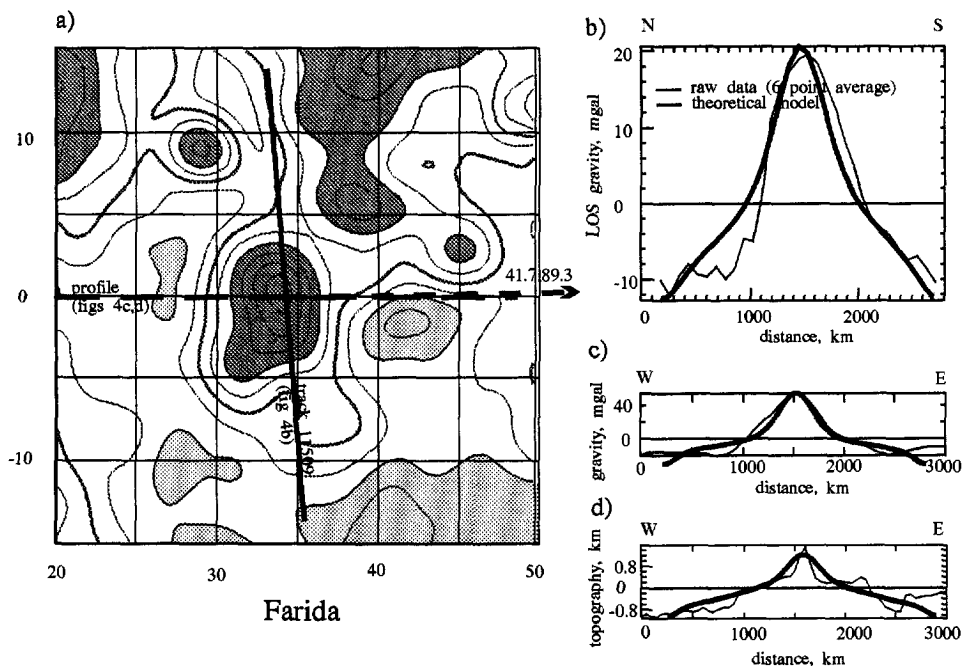 a)
10
0
-10
20
30
40
50
profile
(figs 4c,d)
41.7,89.3
(fig 4b)
Farida
b)
N
S
raw data (6 point average)
theoretical model
LOS gravity, mgal
20
10
0
-10
0
1000
2000
distance, km
c)
W
E
gravity, mgal
40
0
0
1000
2000
3000
distance, km
d)
W
E
topography, km
0.8
0
-0.8
0
1000
2000
3000
distance, km